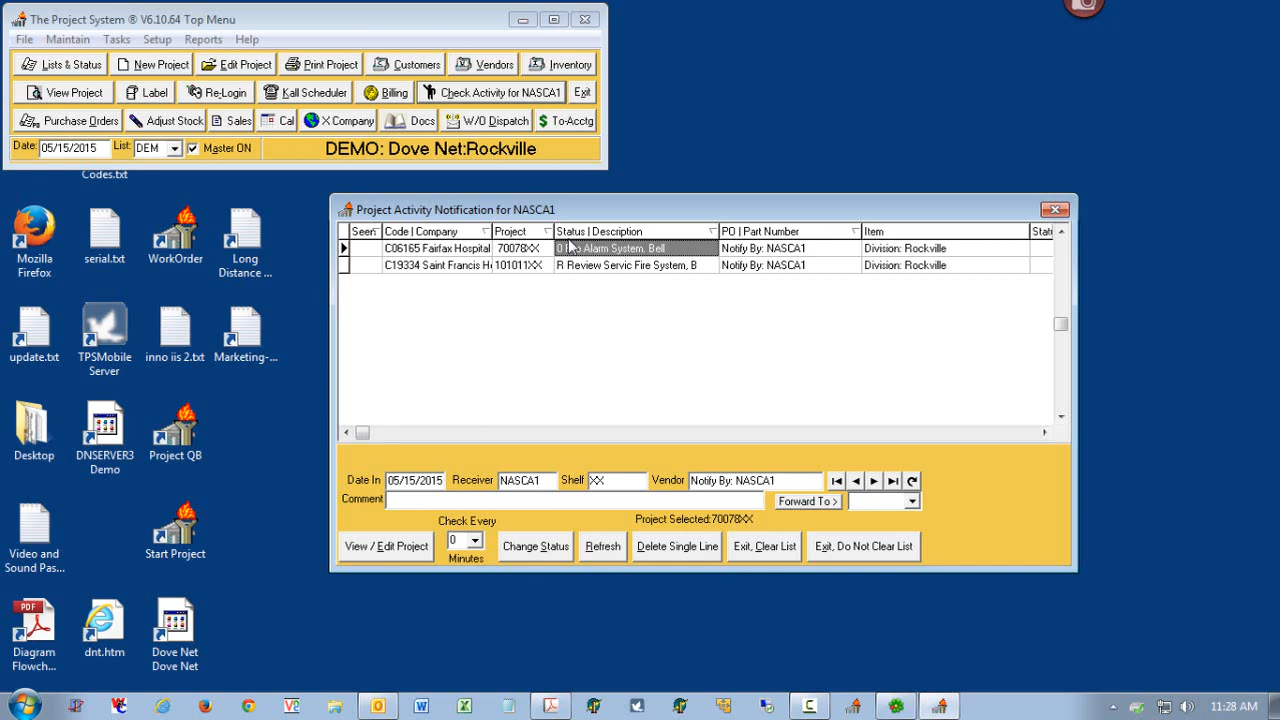 The Project System ® V6.10.64 Top Menu
File Maintain Tasks Setup Reports Help
Lists & Status New Project Edit Project Print Project Customers Vendors Inventory
View Project Label Re-Login Kall Scheduler Billing Check Activity for NASCA1 Exit
Purchase Orders Adjust Stock Sales Cal X Company Docs W/O Dispatch $ To-Acctg
Date: 05/15/2015 List: DEM Master ON DEMO: Dove Net:Rockville
Codes.txt
Mozilla Firefox
serial.txt
WorkOrder
Long Distance ...
update.txt
TPSMobile Server
inno iis 2.txt
Marketing-...
Desktop
DNSERVER3 Demo
Project QB
Video and Sound Pas...
Start Project
PDF
Diagram Flowch...
dnt.htm
Dove Net Dove Net
Project Activity Notification for NASCA1
Seen Code | Company Project Status | Description PO | Part Number Item Statu
C06165 Fairfax Hospital 70078XX Alarm System, Bell Notify By: NASCA1 Division: Rockville
C19334 Saint Francis H 101011XX R Review Servic Fire System, B Notify By: NASCA1 Division: Rockville
Date In 05/15/2015 Receiver NASCA1 Shelf XX Vendor Notify By: NASCA1
Comment Forward To >
Check Every Project Selected:70078XX
View / Edit Project 0 Change Status Refresh Delete Single Line Exit, Clear List Exit, Do Not Clear List
Minutes
11:28 AM